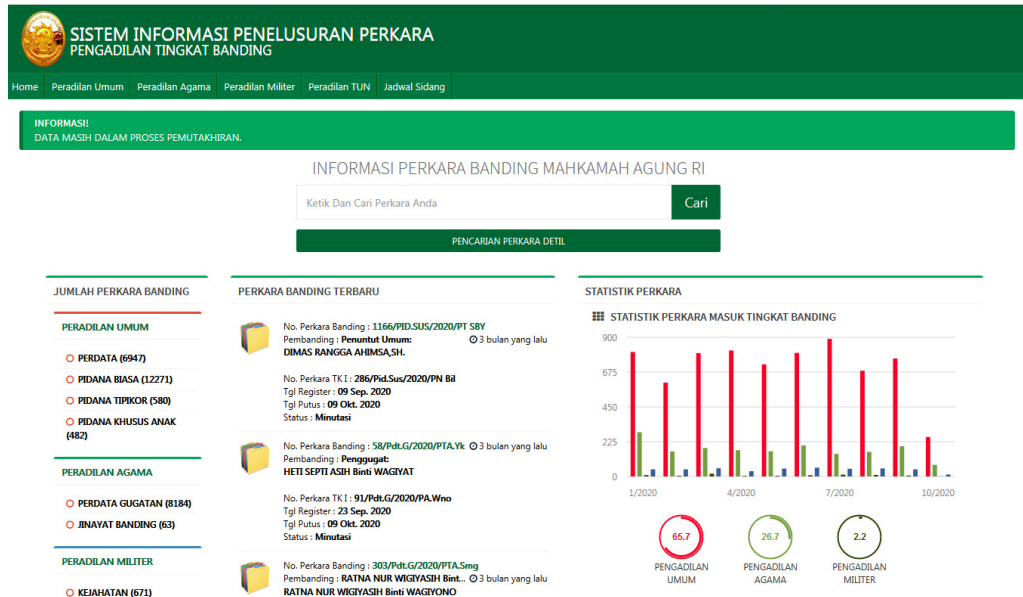 SISTEM INFORMASI PENELUSURAN PERKARA
PENGADILAN TINGKAT BANDING
Home Peradilan Umum Peradilan Agama Peradilan Militer Peradilan TUN Jadwal Sidang
INFORMASI!
DATA MASIH DALAM PROSES PEMUTAKHIRAN.
INFORMASI PERKARA BANDING MAHKAMAH AGUNG RI
Ketik Dan Cari Perkara Anda
Cari
PENCARIAN PERKARA DETIL
JUMLAH PERKARA BANDING
PERADILAN UMUM
PERDATA (6947)
PIDANA BIASA (12271)
PIDANA TIPIKOR (580)
PIDANA KHUSUS ANAK
(482)
PERADILAN AGAMA
PERDATA GUGATAN (8184)
JINAYAT BANDING (63)
PERADILAN MILITER
KEJAHATAN (671)
PERKARA BANDING TERBARU
No. Perkara Banding : 1166/PID.SUS/2020/PT SBY
Pembanding : Penuntut Umum: 3 bulan yang lalu
DIMAS RANGGA AHIMSA,SH.
No. Perkara TK I : 286/Pid.Sus/2020/PN Bil
Tgl Register : 09 Sep. 2020
Tgl Putus : 09 Okt. 2020
Status : Minutasi
No. Perkara Banding : 58/Pdt.G/2020/PTA.Yk 3 bulan yang lalu
Pembanding : Penggugat:
HETI SEPTI ASIH Binti WAGIYAT
No. Perkara TK I : 91/Pdt.G/2020/PA.Wno
Tgl Register : 23 Sep. 2020
Tgl Putus : 09 Okt. 2020
Status : Minutasi
No. Perkara Banding : 303/Pdt.G/2020/PTA.Smg
Pembanding : RATNA NUR WIGIYASIH Bint... 3 bulan yang lalu
RATNA NUR WIGIYASIH Binti WAGIYONO
STATISTIK PERKARA
STATISTIK PERKARA MASUK TINGKAT BANDING
900
675
450
225
0
1/2020 4/2020 7/2020 10/2020
65.7 26.7 2.2
PENGADILAN PENGADILAN PENGADILAN
UMUM AGAMA MILITER